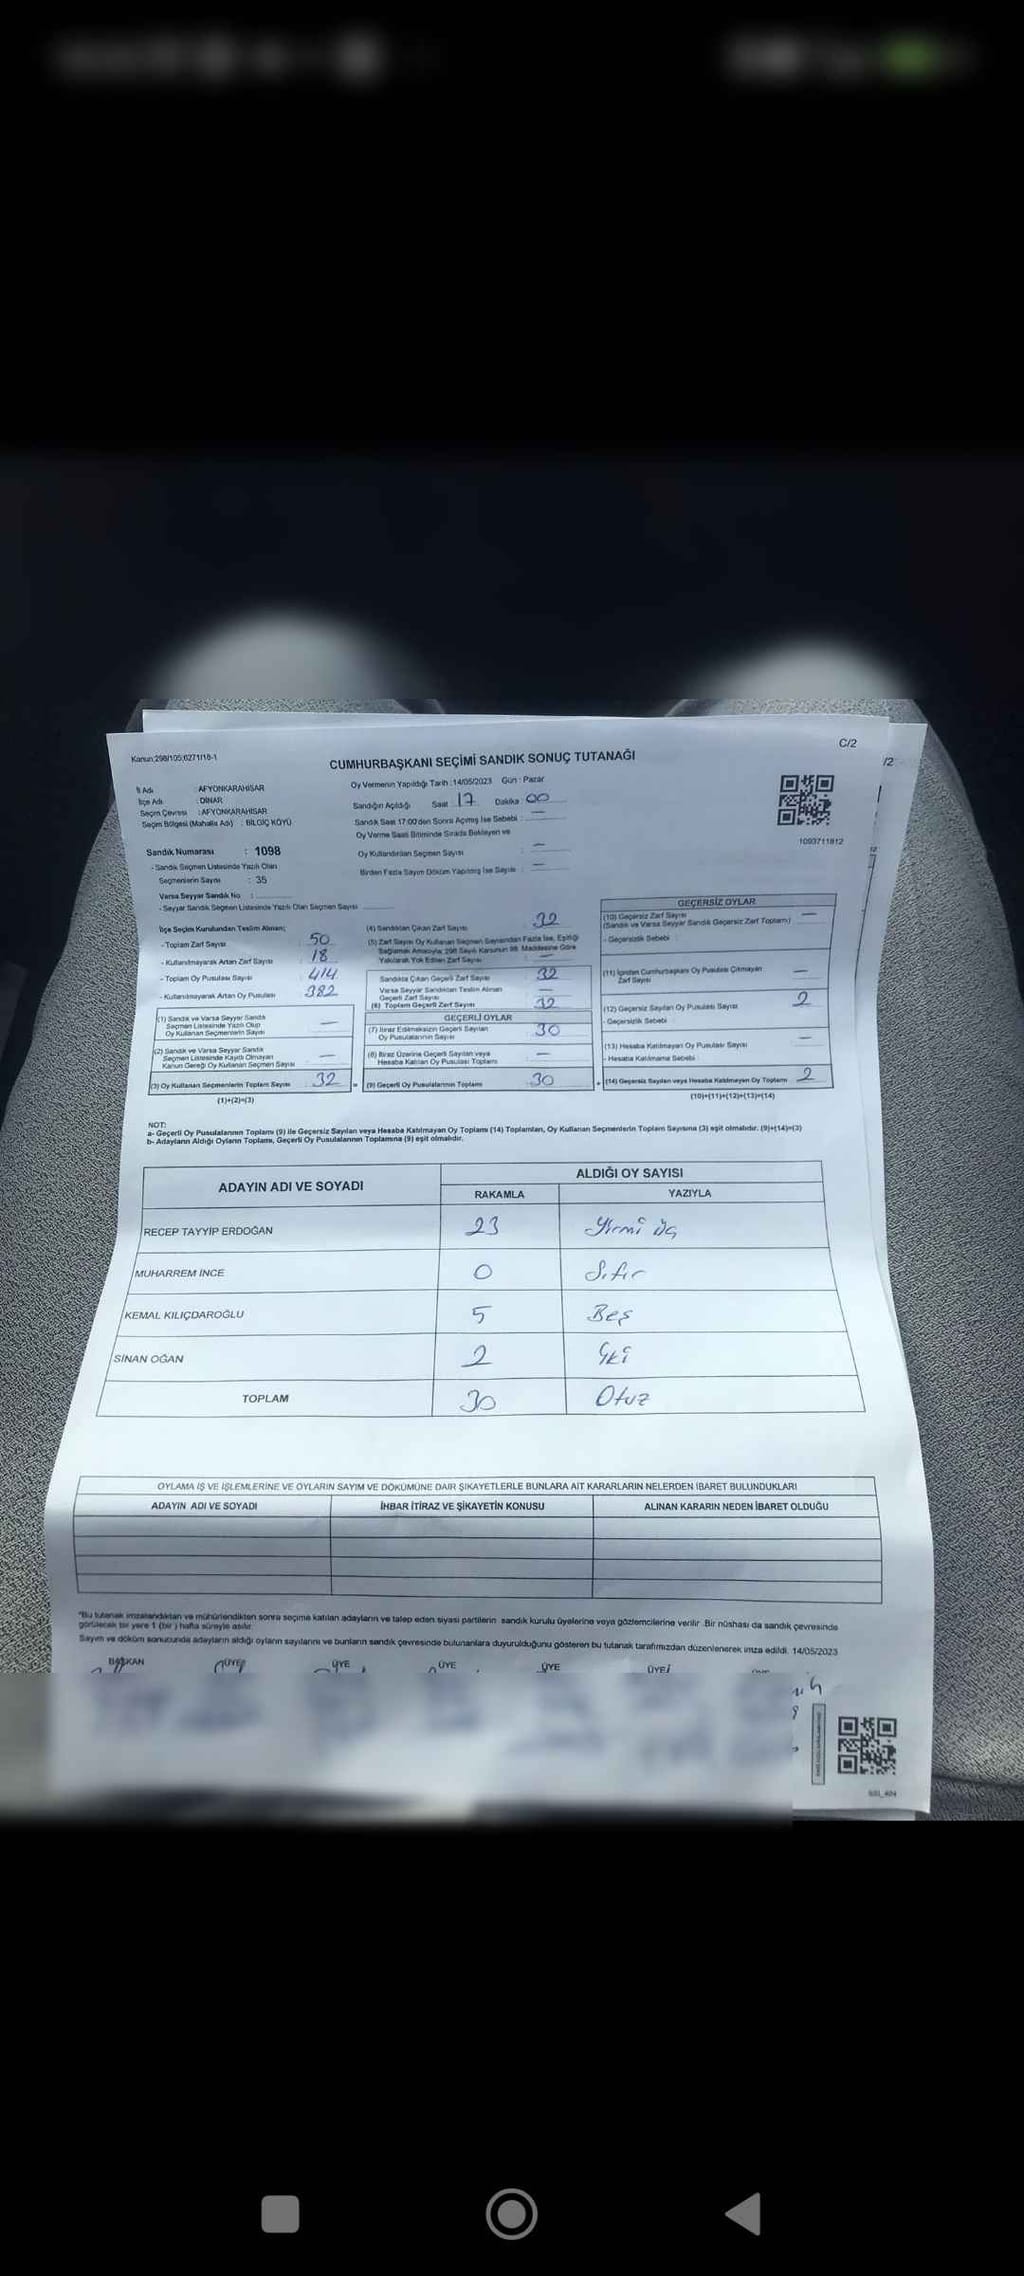 C/2
/2
Kanun:298/105;6271/18-1
CUMHURBAŞKANI SEÇİMİ SANDIK SONUÇ TUTANAĞI
İl Adı : AFYONKARAHİSAR
İlçe Adı : DİNAR
Seçim Çevresi : AFYONKARAHİSAR
Seçim Bölgesi (Mahalle Adı) : BİLGİÇ KÖYÜ
Oy Vermenin Yapıldığı Tarih : 14/05/2023 Gün : Pazar
Sandığın Açıldığı Saat 17 Dakika 00
Sandık Saat 17:00'den Sonra Açılmış İse Sebebi : —
Oy Verme Saati Bitiminde Sırada Bekleyen ve
Oy Kullandırılan Seçmen Sayısı : —
Birden Fazla Sayım Döküm Yapılmış İse Sayısı : —
1093711812
Sandık Numarası : 1098
- Sandık Seçmen Listesinde Yazılı Olan
Seçmenlerin Sayısı : 35
Varsa Seyyar Sandık No :
- Seyyar Sandık Seçmen Listesinde Yazılı Olan Seçmen Sayısı
İlçe Seçim Kurulundan Teslim Alınan;
- Toplam Zarf Sayısı 50
- Kullanılmayarak Artan Zarf Sayısı 18
- Toplam Oy Pusulası Sayısı 414
- Kullanılmayarak Artan Oy Pusulası 382
(1) Sandık ve Varsa Seyyar Sandık
Seçmen Listesinde Yazılı Olup
Oy Kullanan Seçmenlerin Sayısı —
(2) Sandık ve Varsa Seyyar Sandık
Seçmen Listesinde Kayıtlı Olmayan
Kanun Gereği Oy Kullanan Seçmen Sayısı —
(3) Oy Kullanan Seçmenlerin Toplam Sayısı 32
(1)+(2)=(3)
(4) Sandıktan Çıkan Zarf Sayısı 32
(5) Zarf Sayısı Oy Kullanan Seçmen Sayısından Fazla İse, Eşitliği
Sağlamak Amacıyla; 298 Sayılı Kanunun 98. Maddesine Göre
Yakılarak Yok Edilen Zarf Sayısı —
Sandıkta Çıkan Geçerli Zarf Sayısı 32
Varsa Seyyar Sandıktan Teslim Alınan
Geçerli Zarf Sayısı —
(6) Toplam Geçerli Zarf Sayısı 32
GEÇERLİ OYLAR
(7) İtiraz Edilmeksizin Geçerli Sayılan
Oy Pusulalarının Sayısı 30
(8) İtiraz Üzerine Geçerli Sayılan veya
Hesaba Katılan Oy Pusulası Toplamı —
= (9) Geçerli Oy Pusulalarının Toplamı 30
GEÇERSİZ OYLAR
(10) Geçersiz Zarf Sayısı —
(Sandık ve Varsa Seyyar Sandık Geçersiz Zarf Toplamı)
- Geçersizlik Sebebi :
(11) İçinden Cumhurbaşkanı Oy Pusulası Çıkmayan
Zarf Sayısı —
(12) Geçersiz Sayılan Oy Pusulası Sayısı 2
- Geçersizlik Sebebi :
(13) Hesaba Katılmayan Oy Pusulası Sayısı —
- Hesaba Katılmama Sebebi :
+ (14) Geçersiz Sayılan veya Hesaba Katılmayan Oy Toplamı 2
(10)+(11)+(12)+(13)=(14)
NOT:
a- Geçerli Oy Pusulalarının Toplamı (9) ile Geçersiz Sayılan veya Hesaba Katılmayan Oy Toplamı (14) Toplamları, Oy Kullanan Seçmenlerin Toplam Sayısına (3) eşit olmalıdır. (9)+(14)=(3)
b- Adayların Aldığı Oyların Toplamı, Geçerli Oy Pusulalarının Toplamına (9) eşit olmalıdır.
ADAYIN ADI VE SOYADI ALDIĞI OY SAYISI
RAKAMLA YAZIYLA
RECEP TAYYİP ERDOĞAN 23 Yirmi üç
MUHARREM İNCE 0 Sıfır
KEMAL KILIÇDAROĞLU 5 Beş
SİNAN OĞAN 2 İki
TOPLAM 30 Otuz
OYLAMA İŞ VE İŞLEMLERİNE VE OYLARIN SAYIM VE DÖKÜMÜNE DAİR ŞİKAYETLERLE BUNLARA AİT KARARLARIN NELERDEN İBARET BULUNDUKLARI
ADAYIN ADI VE SOYADI İHBAR İTİRAZ VE ŞİKAYETİN KONUSU ALINAN KARARIN NEDEN İBARET OLDUĞU
*Bu tutanak imzalandıktan ve mühürlendikten sonra seçime katılan adayların ve talep eden siyasi partilerin sandık kurulu üyelerine veya gözlemcilerine verilir. Bir nüshası da sandık çevresinde
görülecek bir yere 1 (bir ) hafta süreyle asılır.
Sayım ve döküm sonucunda adayların aldığı oyların sayılarını ve bunların sandık çevresinde bulunanlara duyurulduğunu gösteren bu tutanak tarafımızdan düzenlenerek imza edildi. 14/05/2023
BAŞKAN ÜYE ÜYE ÜYE ÜYE ÜYE